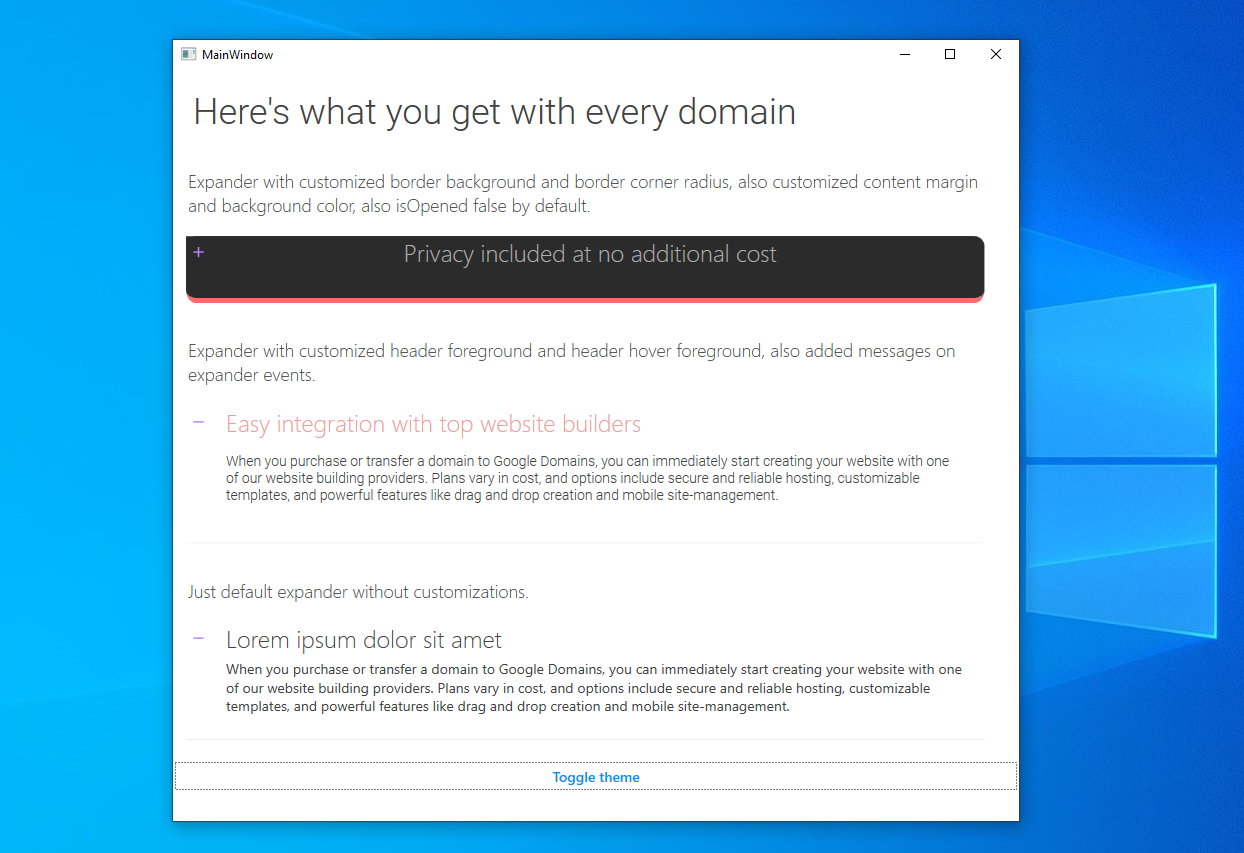 MainWindow
Here's what you get with every domain
Expander with customized border background and border corner radius, also customized content margin
and background color, also isOpened false by default.
+ Privacy included at no additional cost
Expander with customized header foreground and header hover foreground, also added messages on
expander events.
− Easy integration with top website builders
When you purchase or transfer a domain to Google Domains, you can immediately start creating your website with one
of our website building providers. Plans vary in cost, and options include secure and reliable hosting, customizable
templates, and powerful features like drag and drop creation and mobile site-management.
Just default expander without customizations.
− Lorem ipsum dolor sit amet
When you purchase or transfer a domain to Google Domains, you can immediately start creating your website with one
of our website building providers. Plans vary in cost, and options include secure and reliable hosting, customizable
templates, and powerful features like drag and drop creation and mobile site-management.
Toggle theme